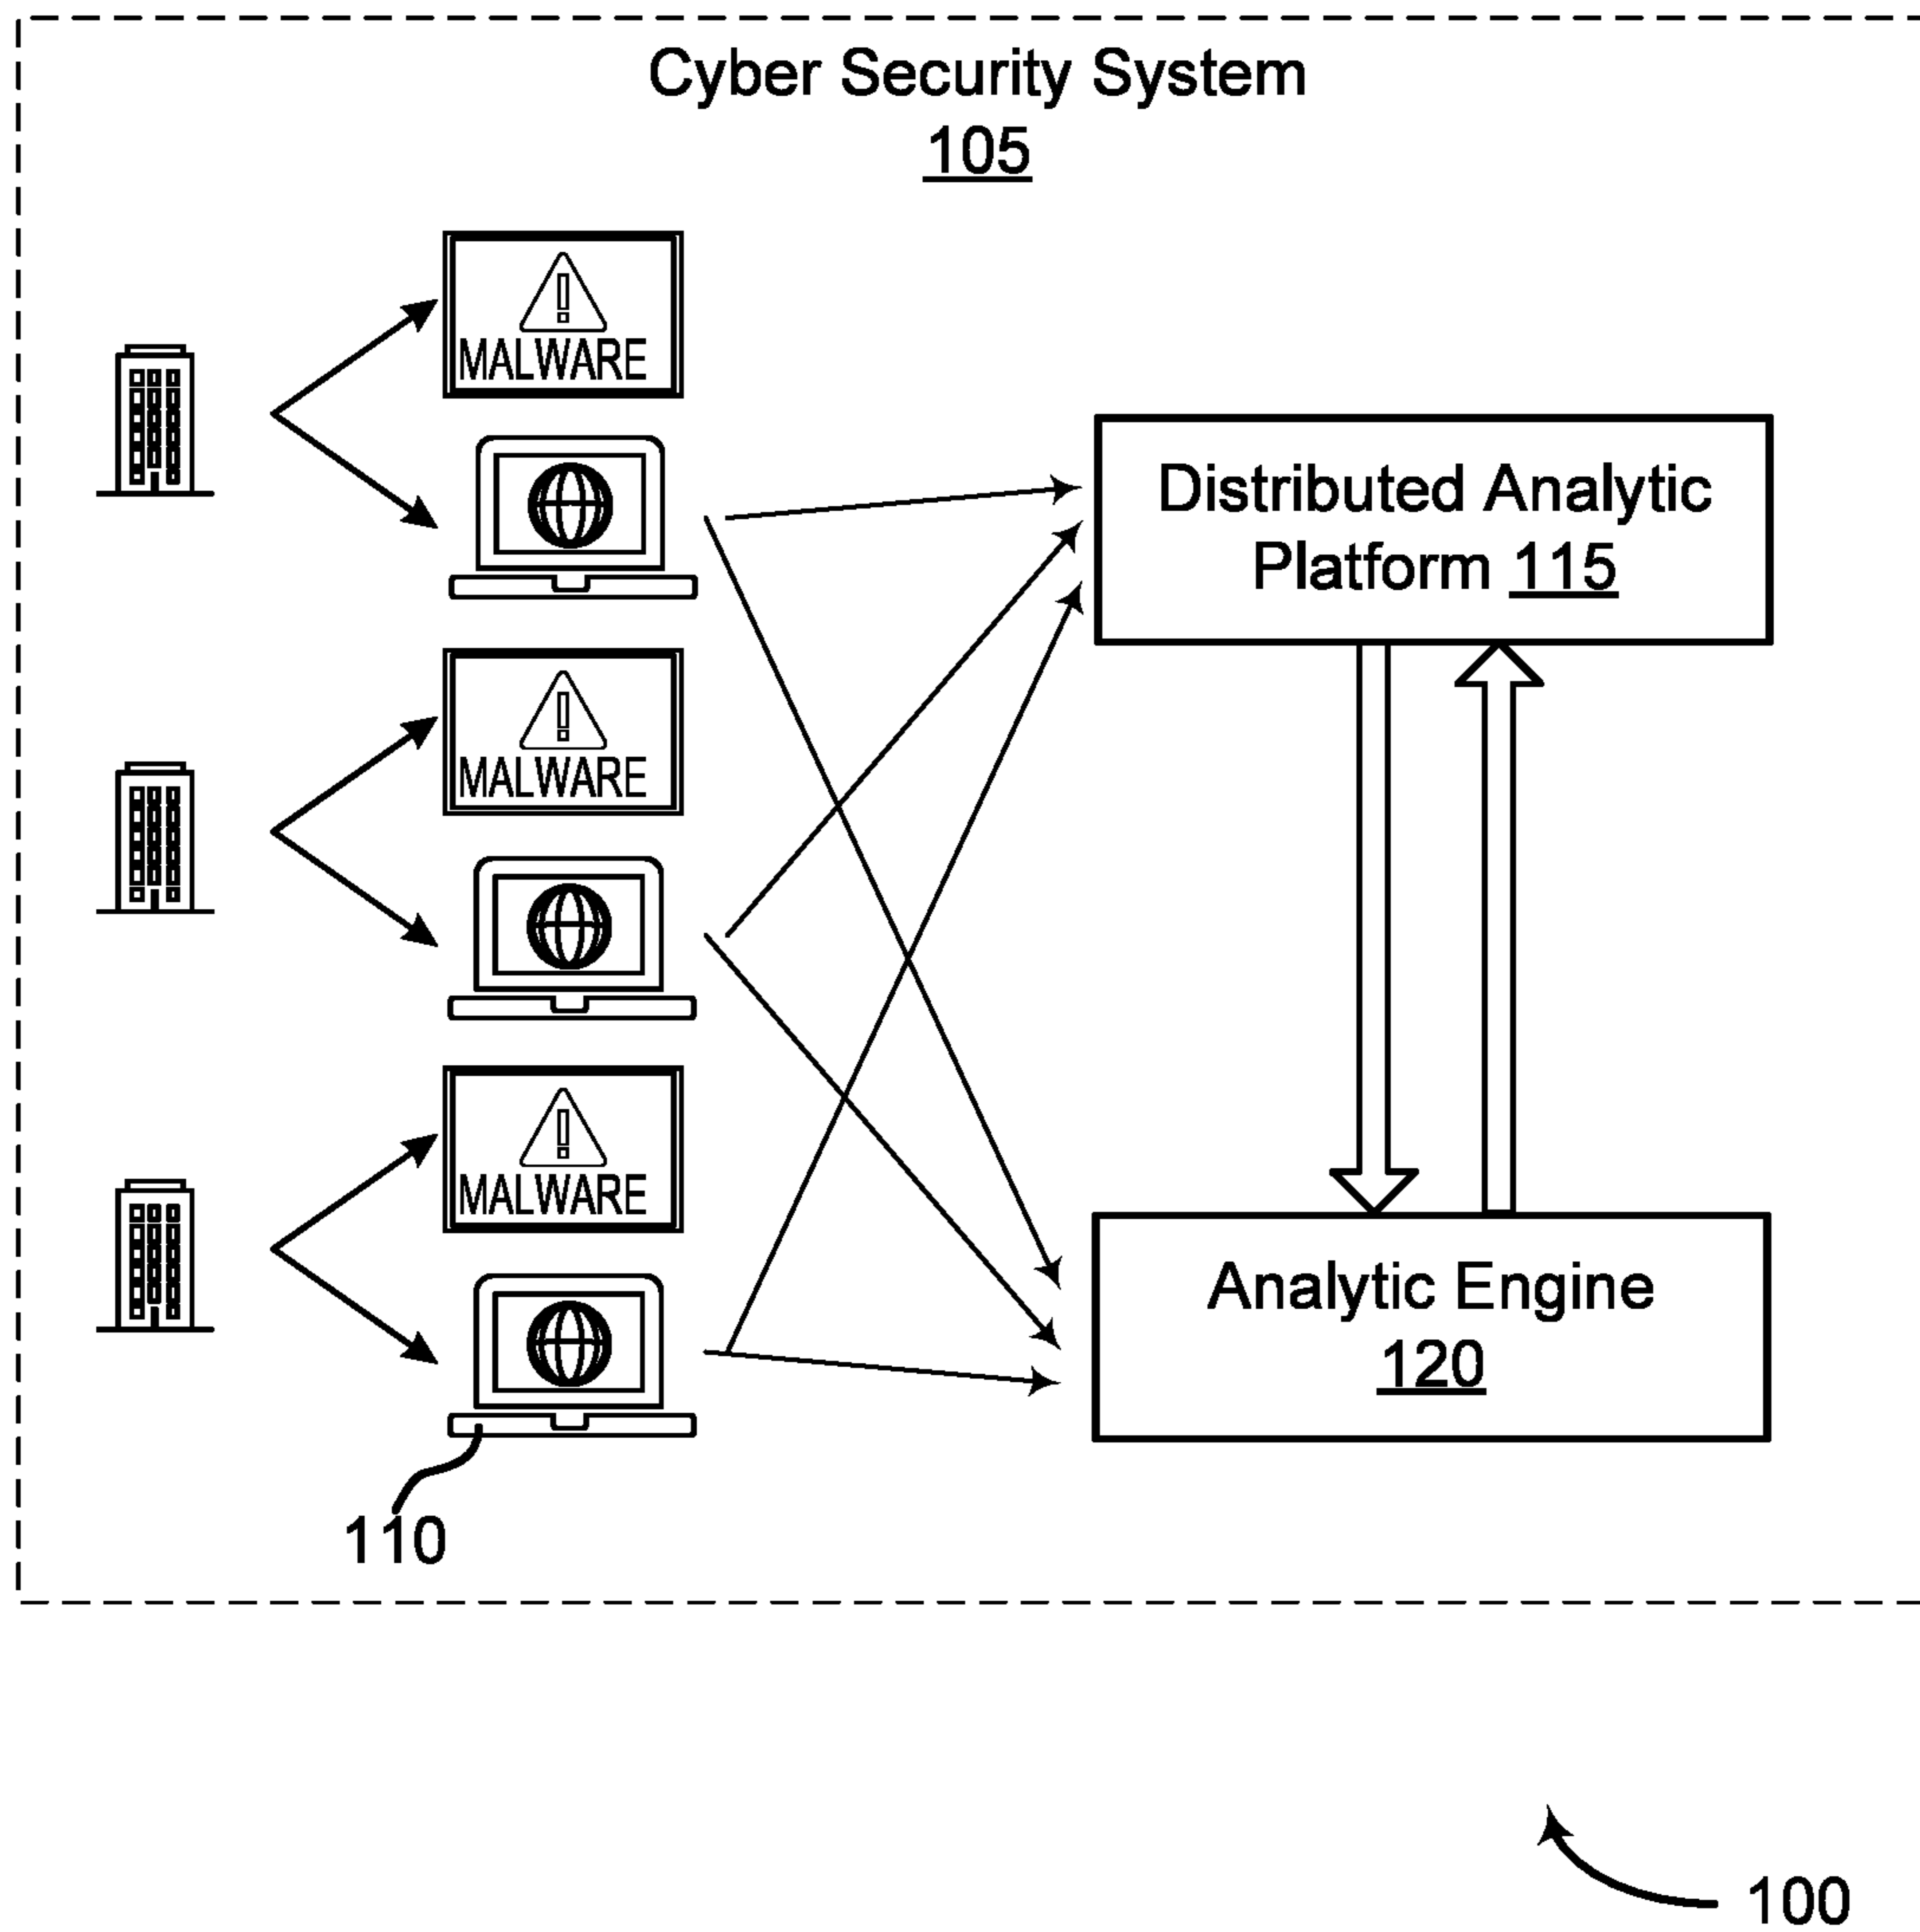 Cyber Security System
105
MALWARE
Distributed Analytic
Platform 115
MALWARE
MALWARE
Analytic Engine
120
110
100